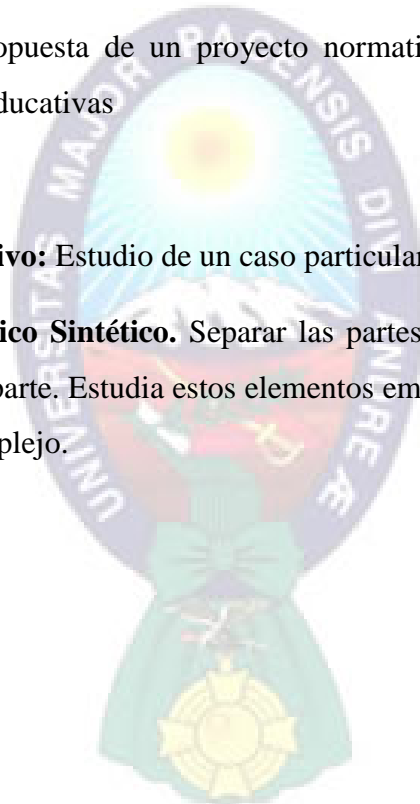 opuesta de un proyecto normati
ducativas
ivo: Estudio de un caso particular
ico Sintético. Separar las partes
parte. Estudia estos elementos em
plejo.
UNIVERSITAS MAJOR PACENSIS DIVI ANDREÆ